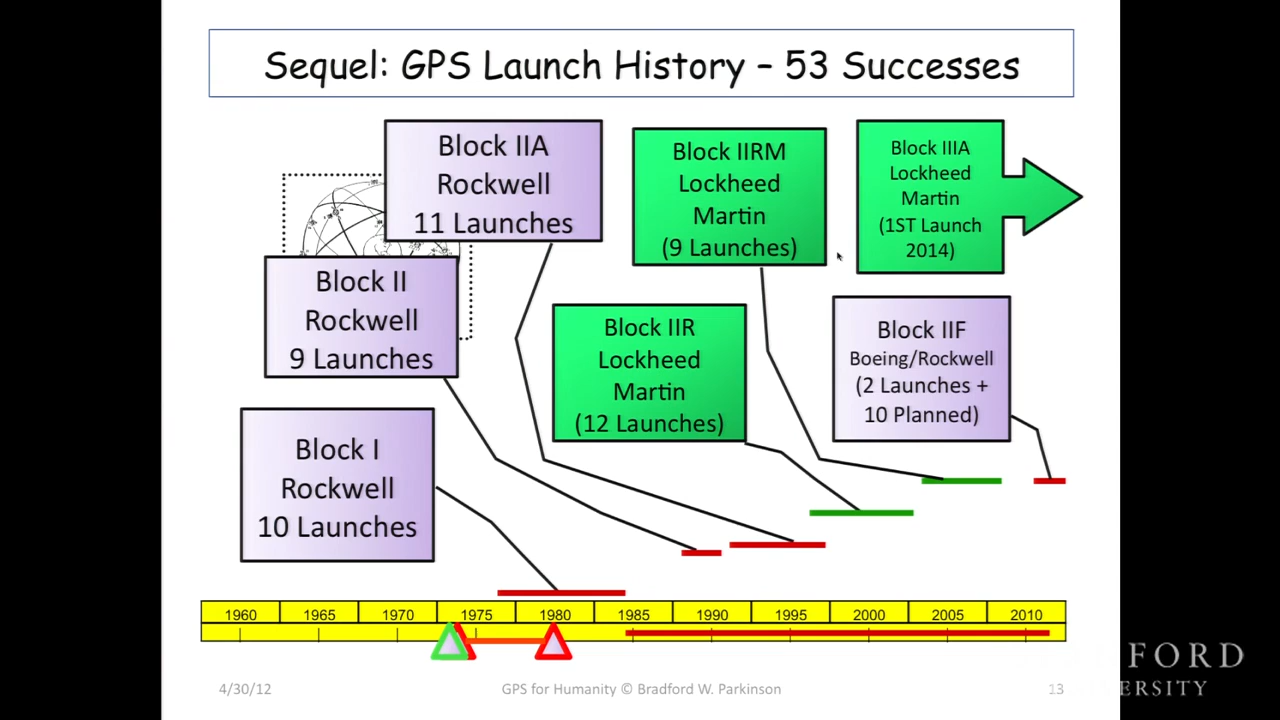 Sequel: GPS Launch History – 53 Successes
Block IIA
Rockwell
11 Launches
Block II
Rockwell
9 Launches
Block I
Rockwell
10 Launches
Block IIRM
Lockheed
Martin
(9 Launches)
Block IIR
Lockheed
Martin
(12 Launches)
Block IIIA
Lockheed
Martin
(1ST Launch
2014)
Block IIF
Boeing/Rockwell
(2 Launches +
10 Planned)
1960 1965 1970 1975 1980 1985 1990 1995 2000 2005 2010
4/30/12
GPS for Humanity © Bradford W. Parkinson
13